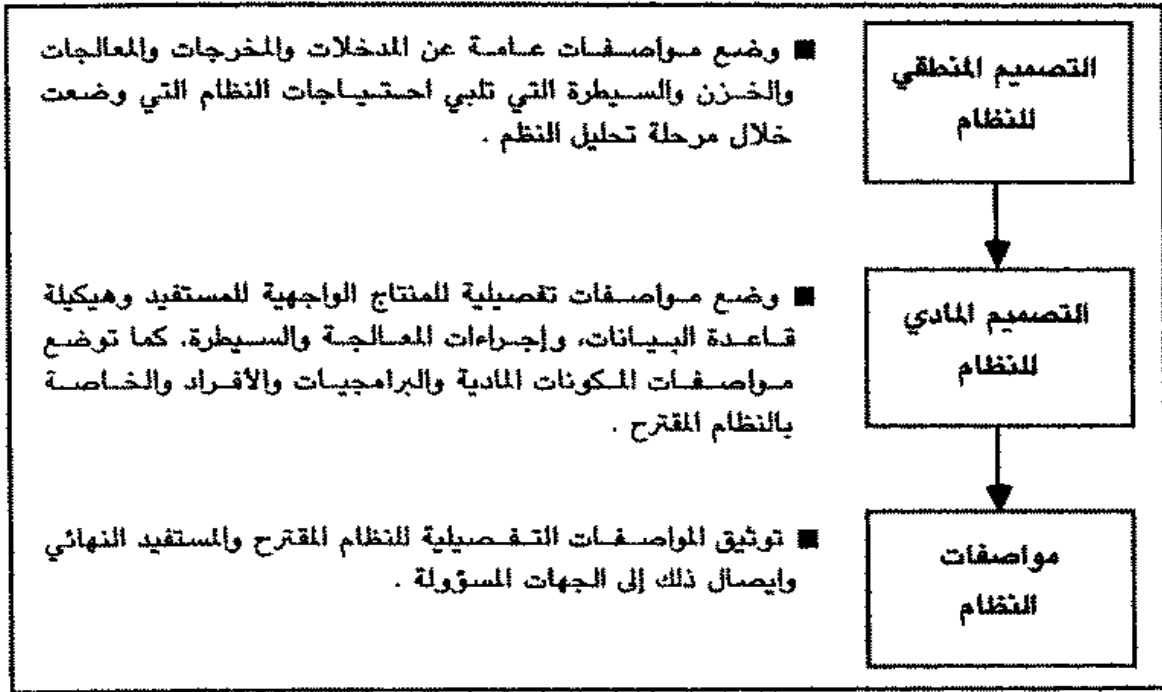 التصميم المنطقي
للنظام
■ وضع مواصفات عامة عن المدخلات والمخرجات والمعالجات
والخزن والسيطرة التي تلبي احتياجات النظام التي وضعت
خلال مرحلة تحليل النظم .
التصميم المادي
للنظام
■ وضع مواصفات تفصيلية للمنتاج الواجهية للمستفيد وهيكيلة
قاعدة البيانات، وإجراءات المعالجة والسيطرة. كما توضع
مواصفات المكونات المادية والبرامجيات والأفراد والخاصة
بالنظام المقترح .
مواصفات
النظام
■ توثيق المواصفات التفصيلية للنظام المقترح والمستفيد النهائي
وايصال ذلك إلى الجهات المسؤولة .